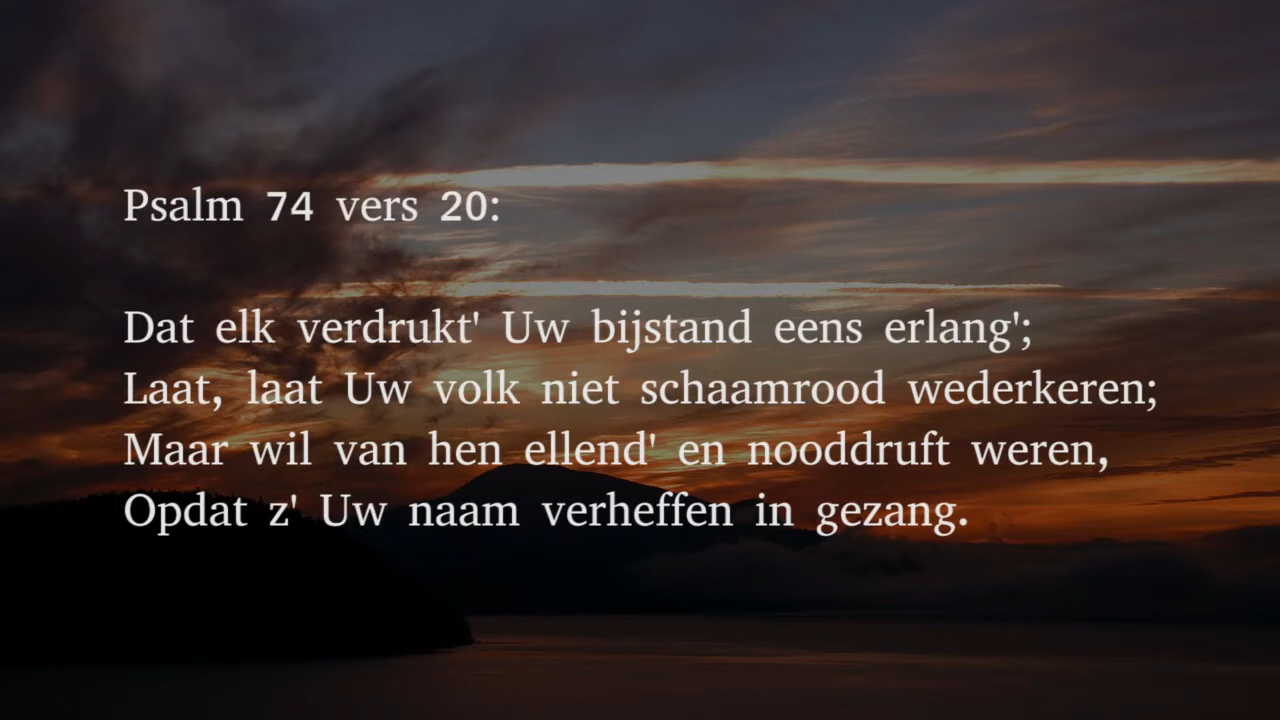 Psalm 74 vers 20:
Dat elk verdrukt' Uw bijstand eens erlang';
Laat, laat Uw volk niet schaamrood wederkeren;
Maar wil van hen ellend' en nooddruft weren,
Opdat z' Uw naam verheffen in gezang.